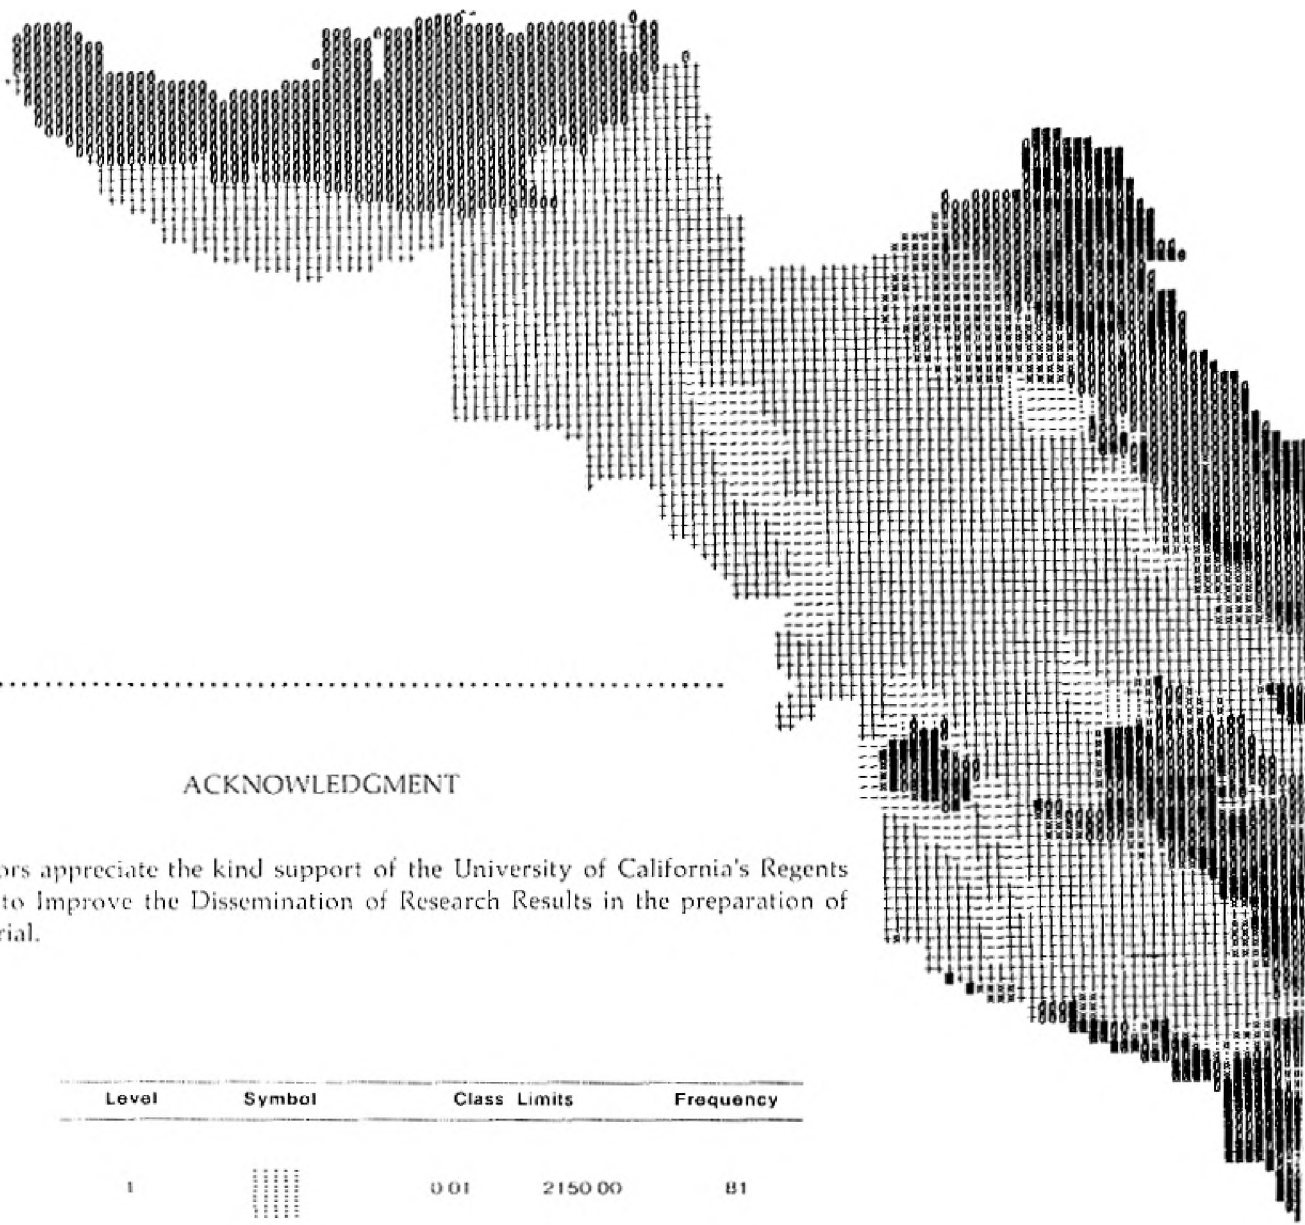 ACKNOWLEDGMENT
ors appreciate the kind support of the University of California's Regents
to Improve the Dissemination of Research Results in the preparation of
rial.
Level Symbol Class Limits Frequency
1 0 01 2150 00 81